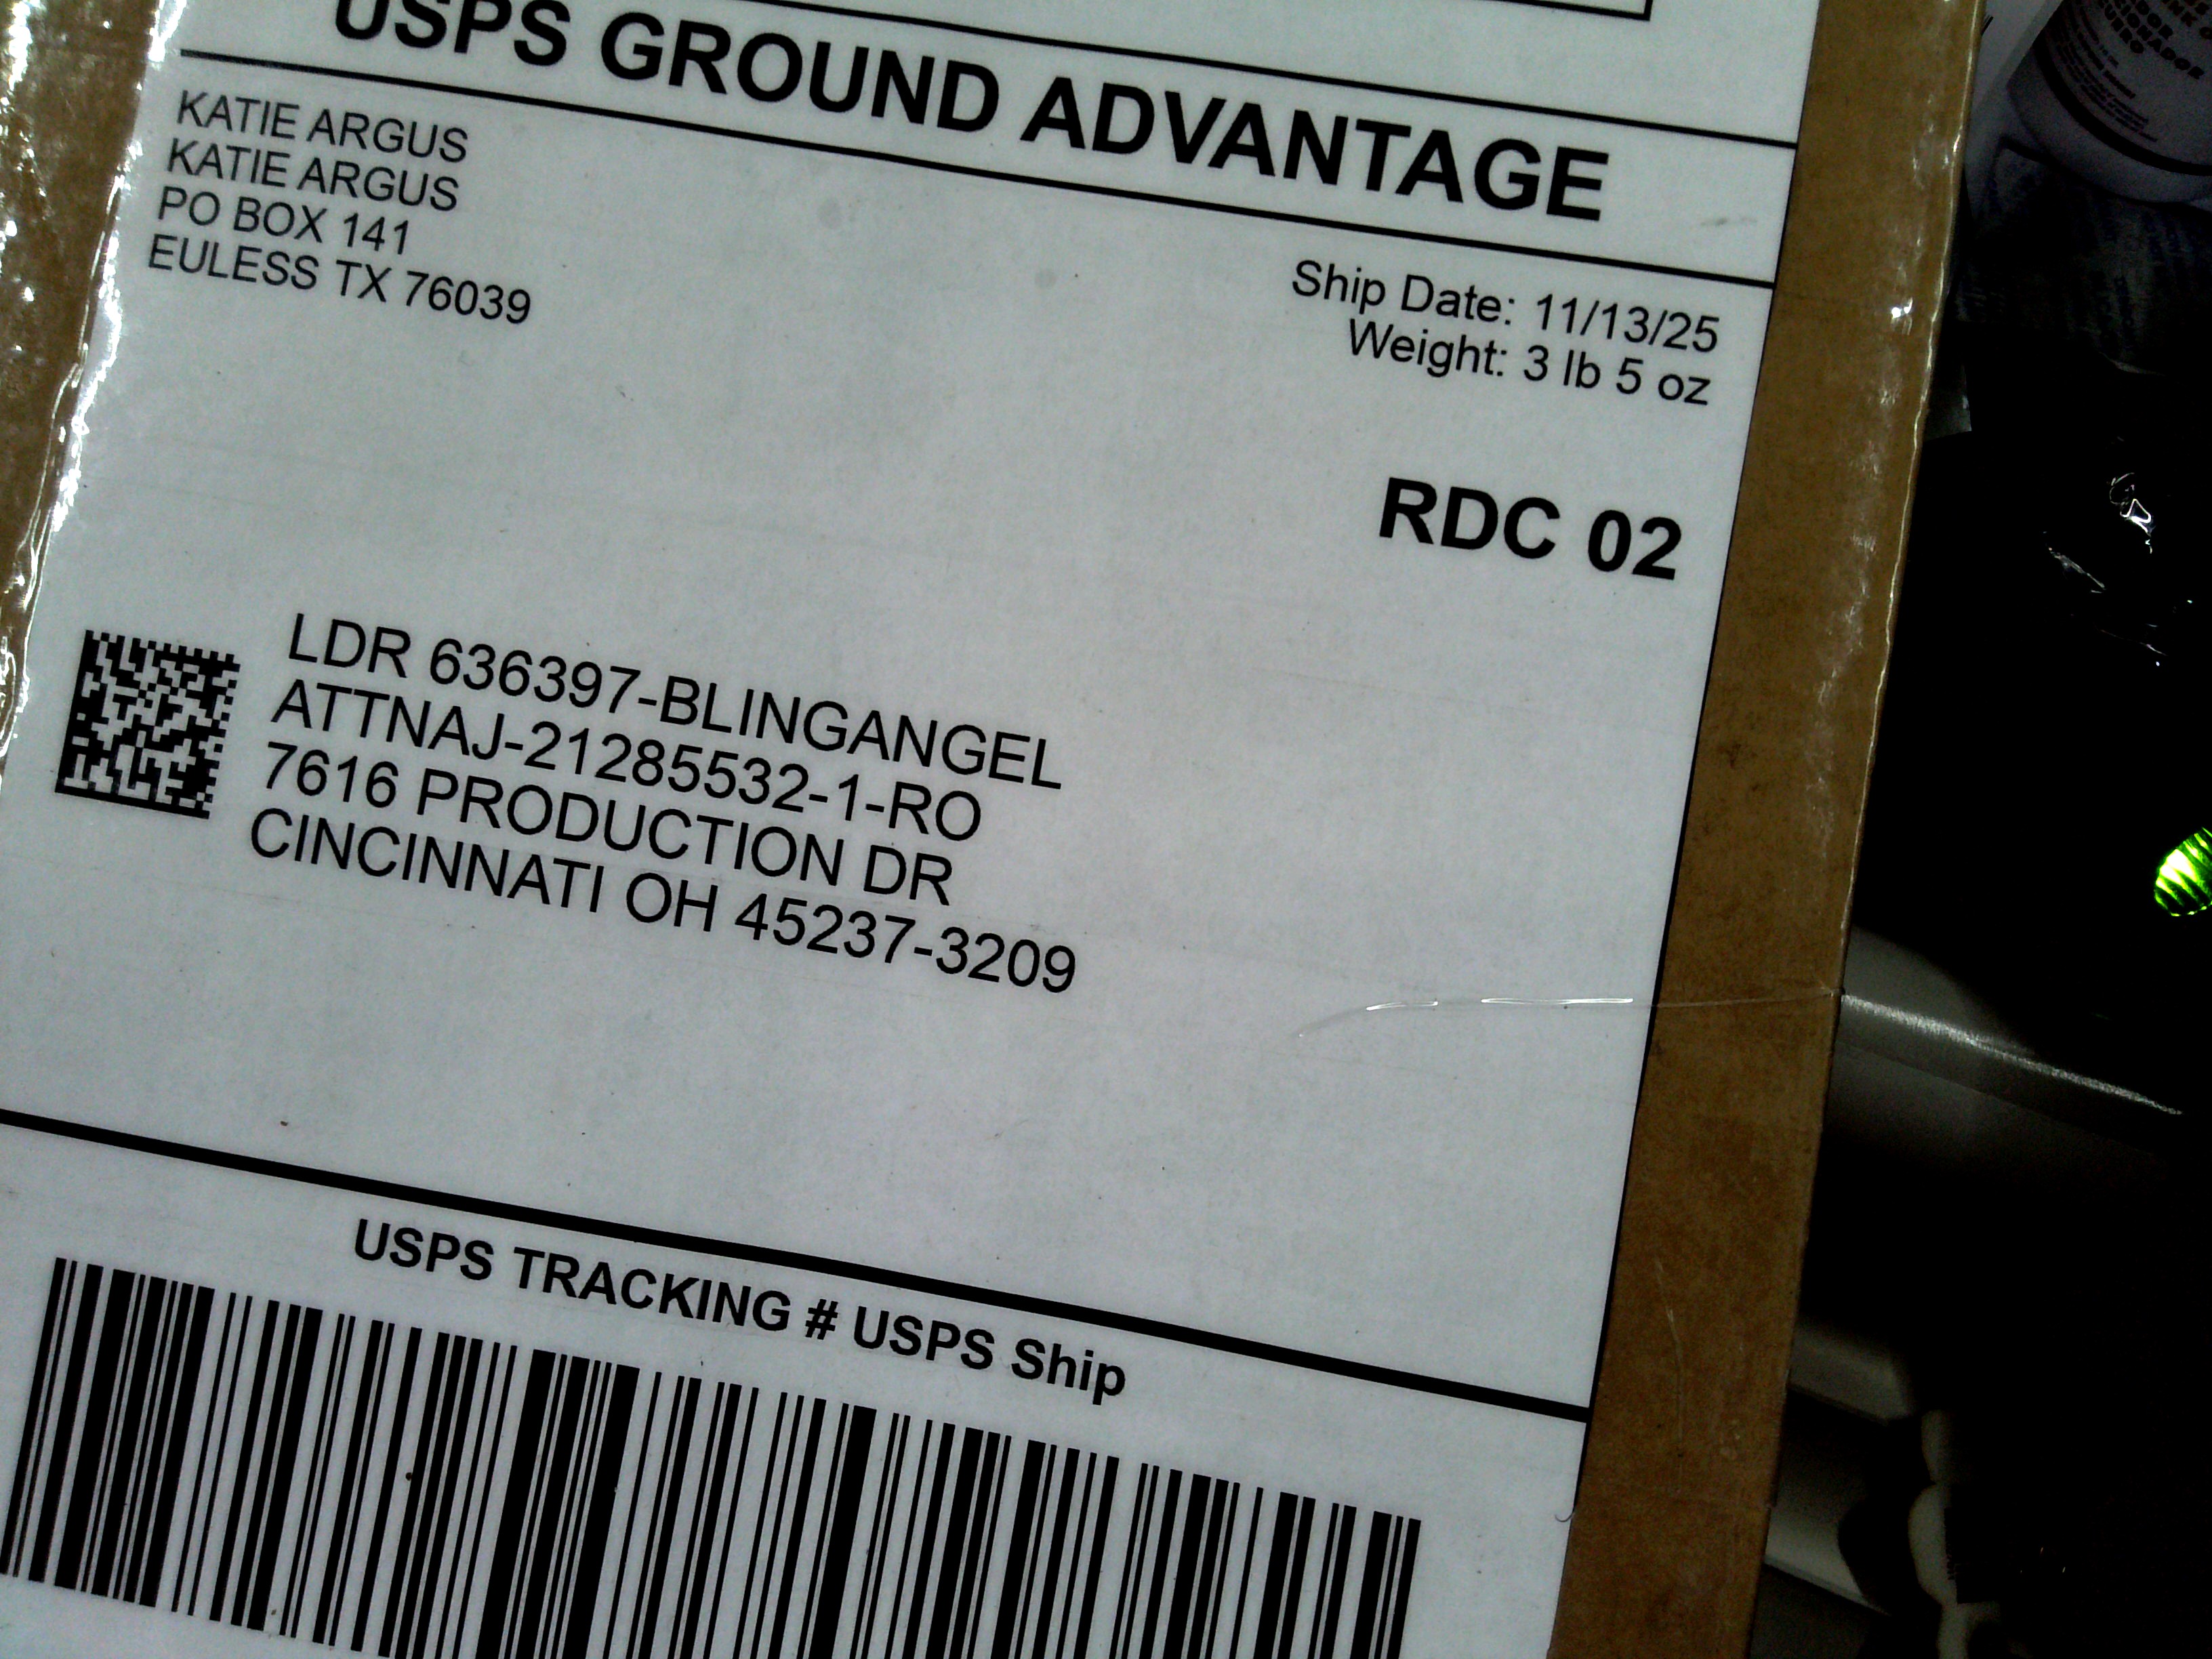 USPS GROUND ADVANTAGE
KATIE ARGUS
KATIE ARGUS
PO BOX 141
EULESS TX 76039
Ship Date: 11/13/25
Weight: 3 lb 5 oz
RDC 02
LDR 636397-BLINGANGEL
ATTNAJ-21285532-1-RO
7616 PRODUCTION DR
CINCINNATI OH 45237-3209
USPS TRACKING # USPS Ship